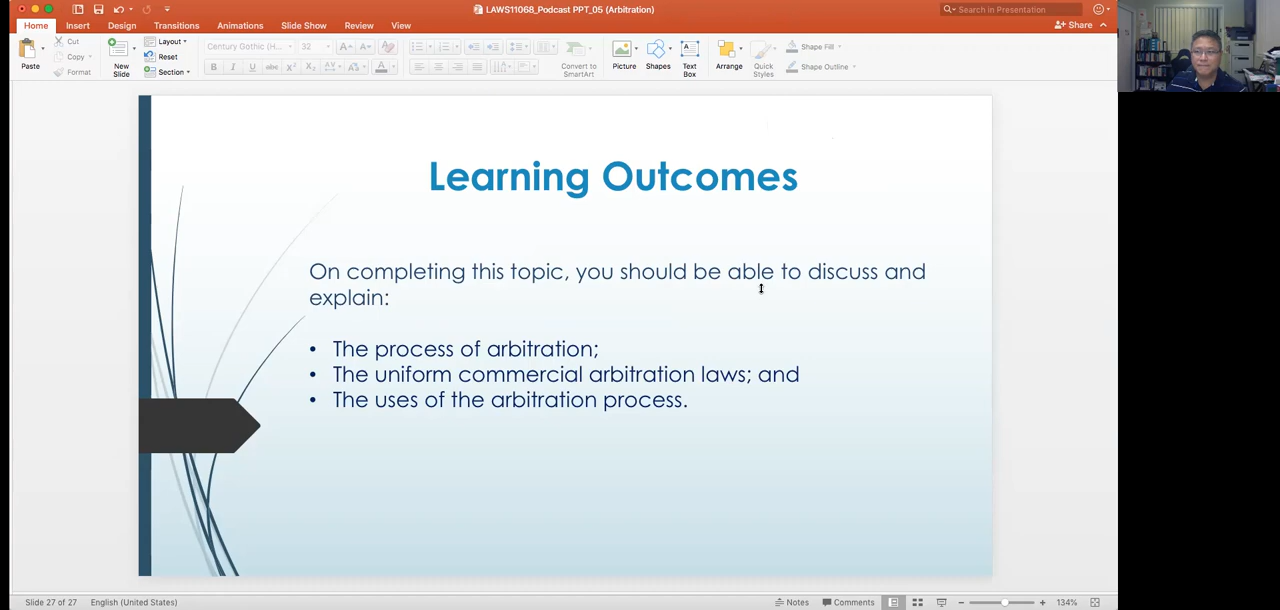 LAWS11068_Podcast PPT_05 (Arbitration)
Search in Presentation
Home Insert Design Transitions Animations Slide Show Review View
Share
Paste
Cut
Copy
Format
New Slide
Layout
Reset
Section
Century Gothic (H...
32
Convert to SmartArt
Picture
Shapes
Text Box
Arrange
Quick Styles
Shape Fill
Shape Outline
Learning Outcomes
On completing this topic, you should be able to discuss and
explain:
• The process of arbitration;
• The uniform commercial arbitration laws; and
• The uses of the arbitration process.
Slide 27 of 27 English (United States) Notes Comments 134%